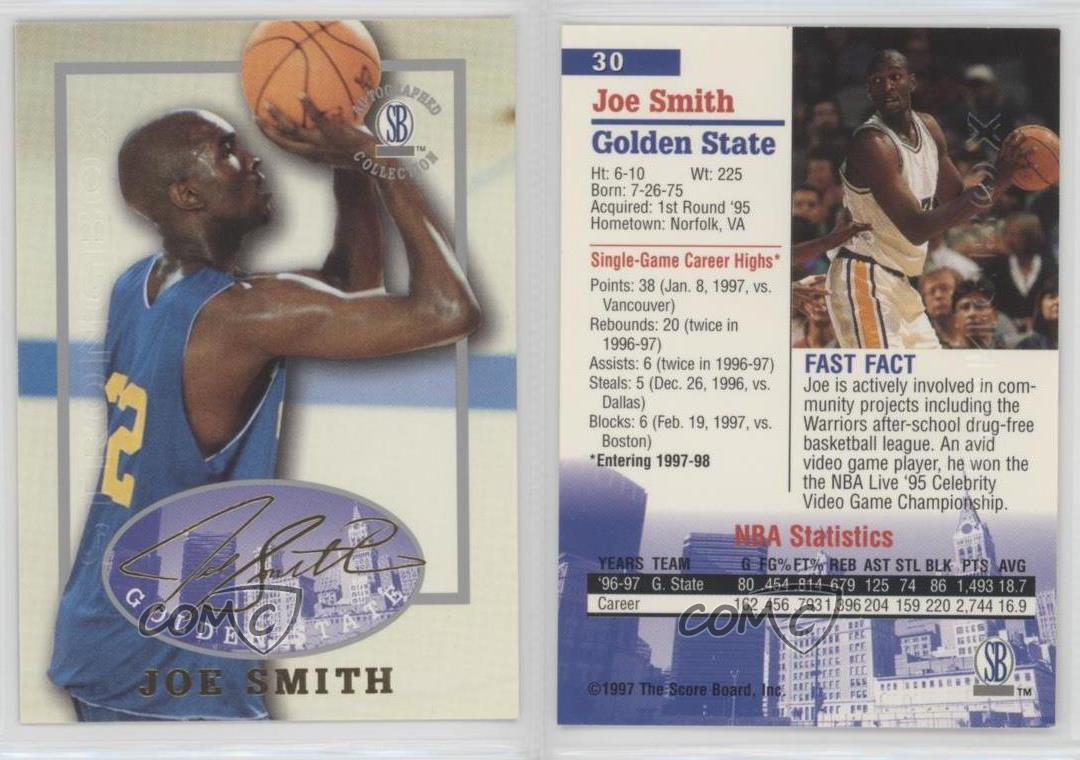 AUTOGRAPHED
SB
TM
COLLECTION
32
Joe Smith
GOLDEN STATE
COMC
JOE SMITH
30
Joe Smith
Golden State
Ht: 6-10 Wt: 225
Born: 7-26-75
Acquired: 1st Round '95
Hometown: Norfolk, VA
Single-Game Career Highs*
Points: 38 (Jan. 8, 1997, vs.
Vancouver)
Rebounds: 20 (twice in
1996-97)
Assists: 6 (twice in 1996-97)
Steals: 5 (Dec. 26, 1996, vs.
Dallas)
Blocks: 6 (Feb. 19, 1997, vs.
Boston)
*Entering 1997-98
FAST FACT
Joe is actively involved in com-
munity projects including the
Warriors after-school drug-free
basketball league. An avid
video game player, he won the
the NBA Live '95 Celebrity
Video Game Championship.
NBA Statistics
YEARS TEAM G FG% FT% REB AST STL BLK PTS AVG
'96-97 G. State 80 .454 .814 679 125 74 86 1,493 18.7
Career 162 .456 .793 1396 204 159 220 2,744 16.9
COMC
SB
TM
©1997 The Score Board, Inc.